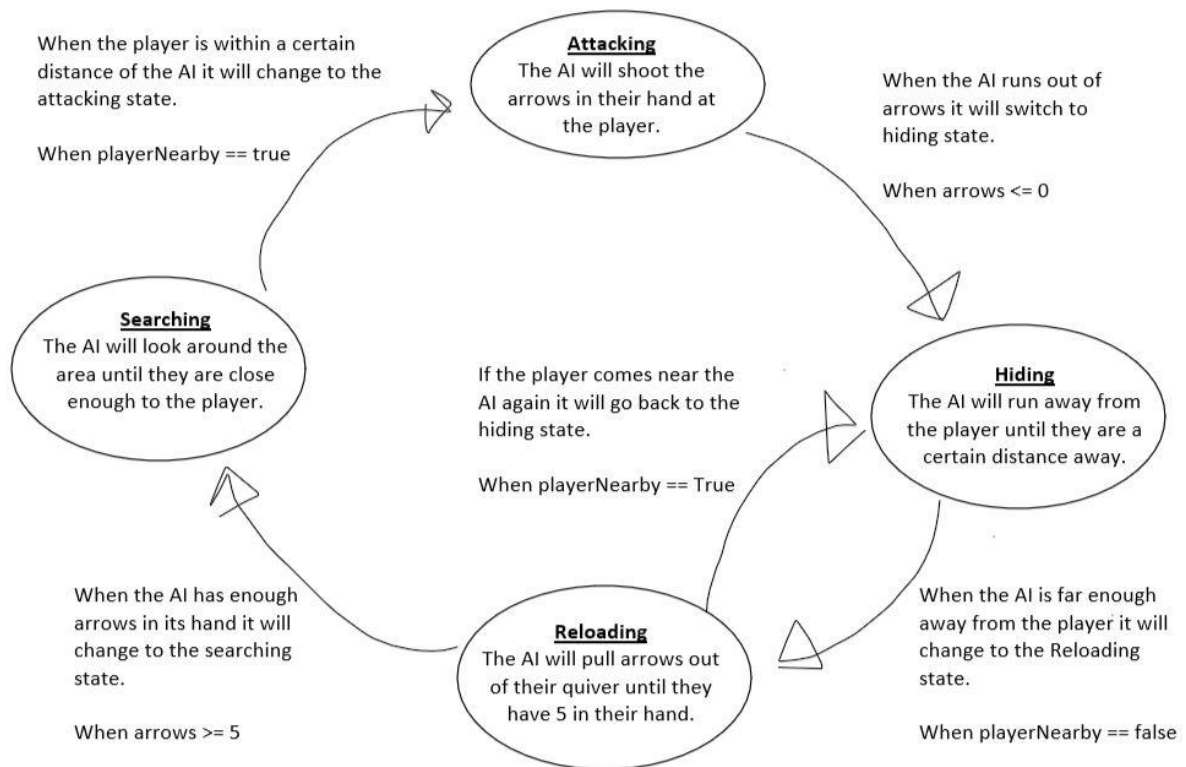 When the player is within a certain
distance of the AI it will change to the
attacking state.
When playerNearby == true
Attacking
The AI will shoot the
arrows in their hand at
the player.
When the AI runs out of
arrows it will switch to
hiding state.
When arrows <= 0
Searching
The AI will look around the
area until they are close
enough to the player.
If the player comes near the
AI again it will go back to the
hiding state.
When playerNearby == True
Hiding
The AI will run away from
the player until they are a
certain distance away.
When the AI has enough
arrows in its hand it will
change to the searching
state.
When arrows >= 5
Reloading
The AI will pull arrows out
of their quiver until they
have 5 in their hand.
When the AI is far enough
away from the player it will
change to the Reloading
state.
When playerNearby == false